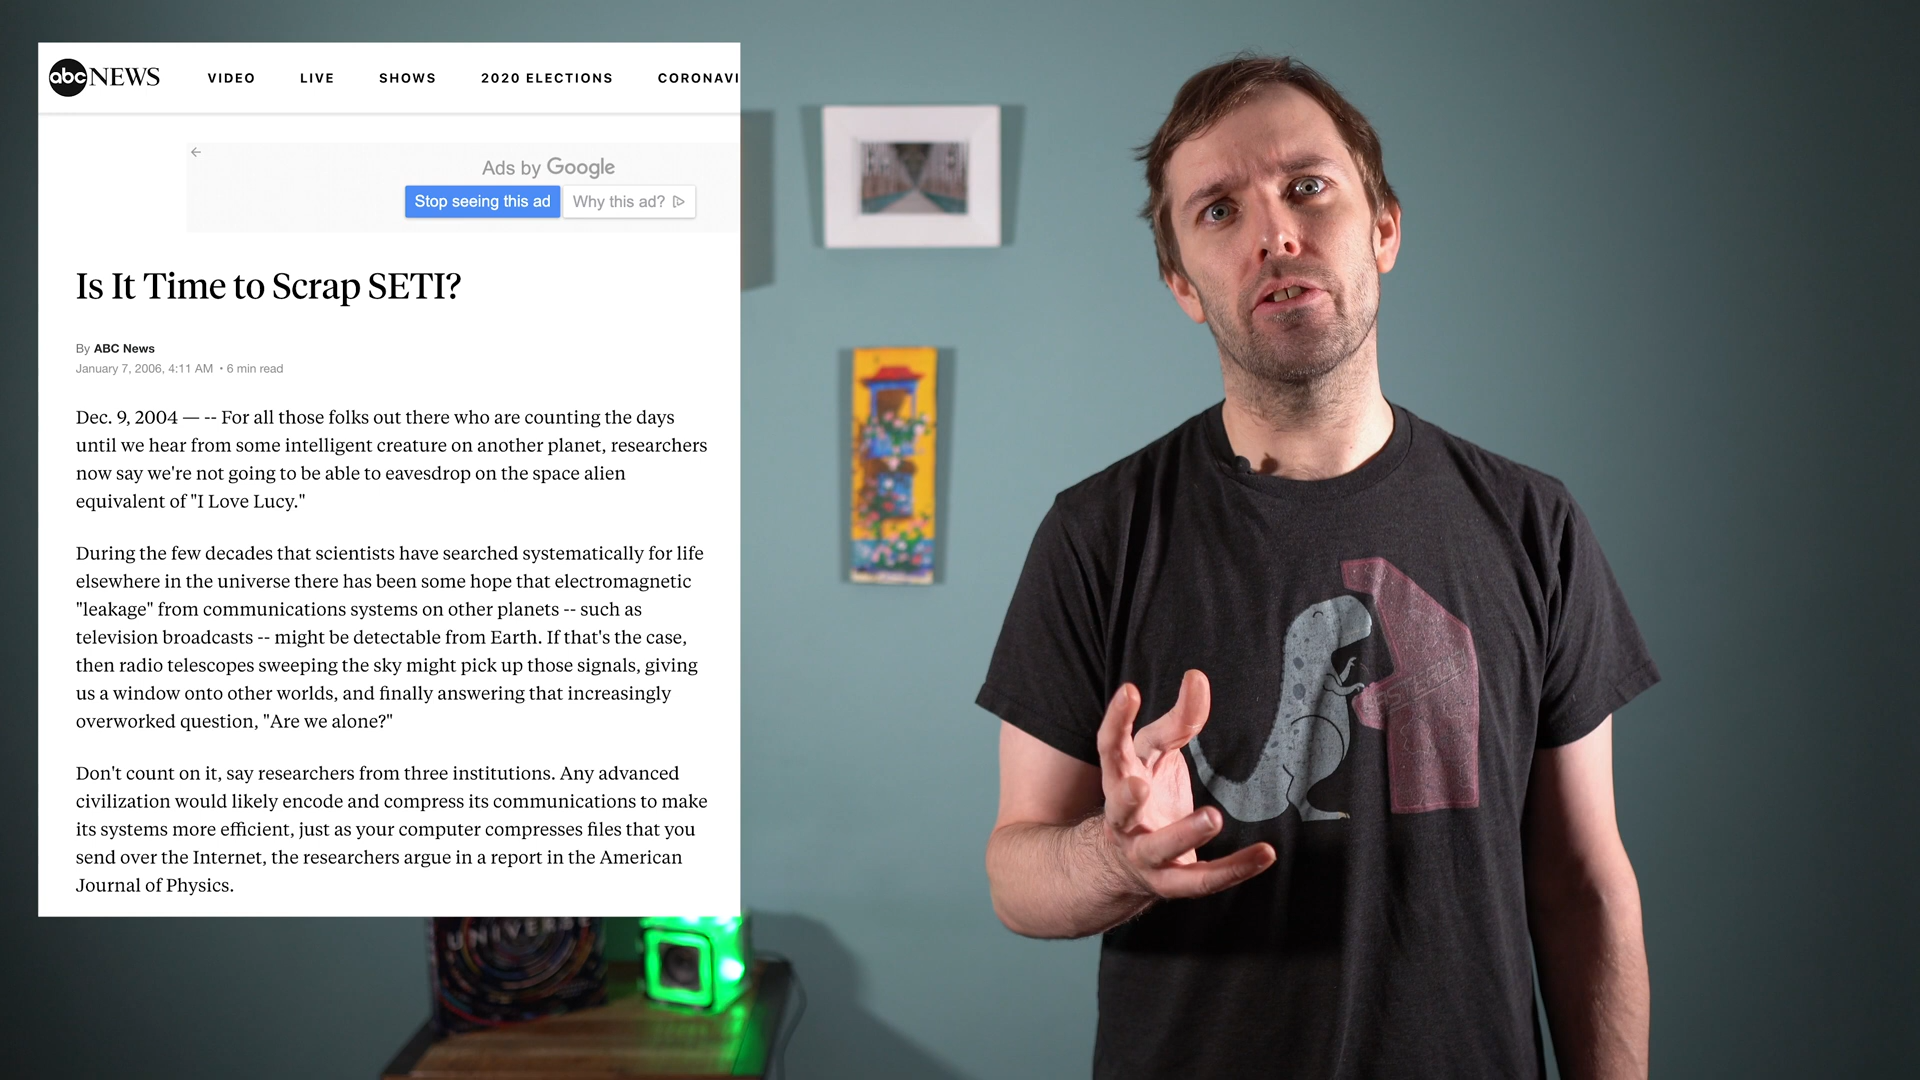 abc NEWS VIDEO LIVE SHOWS 2020 ELECTIONS CORONAVI
Ads by Google
Stop seeing this ad Why this ad?
Is It Time to Scrap SETI?
By ABC News
January 7, 2006, 4:11 AM • 6 min read
Dec. 9, 2004 — -- For all those folks out there who are counting the days
until we hear from some intelligent creature on another planet, researchers
now say we're not going to be able to eavesdrop on the space alien
equivalent of "I Love Lucy."
During the few decades that scientists have searched systematically for life
elsewhere in the universe there has been some hope that electromagnetic
"leakage" from communications systems on other planets -- such as
television broadcasts -- might be detectable from Earth. If that's the case,
then radio telescopes sweeping the sky might pick up those signals, giving
us a window onto other worlds, and finally answering that increasingly
overworked question, "Are we alone?"
Don't count on it, say researchers from three institutions. Any advanced
civilization would likely encode and compress its communications to make
its systems more efficient, just as your computer compresses files that you
send over the Internet, the researchers argue in a report in the American
Journal of Physics.
UNIVERSE